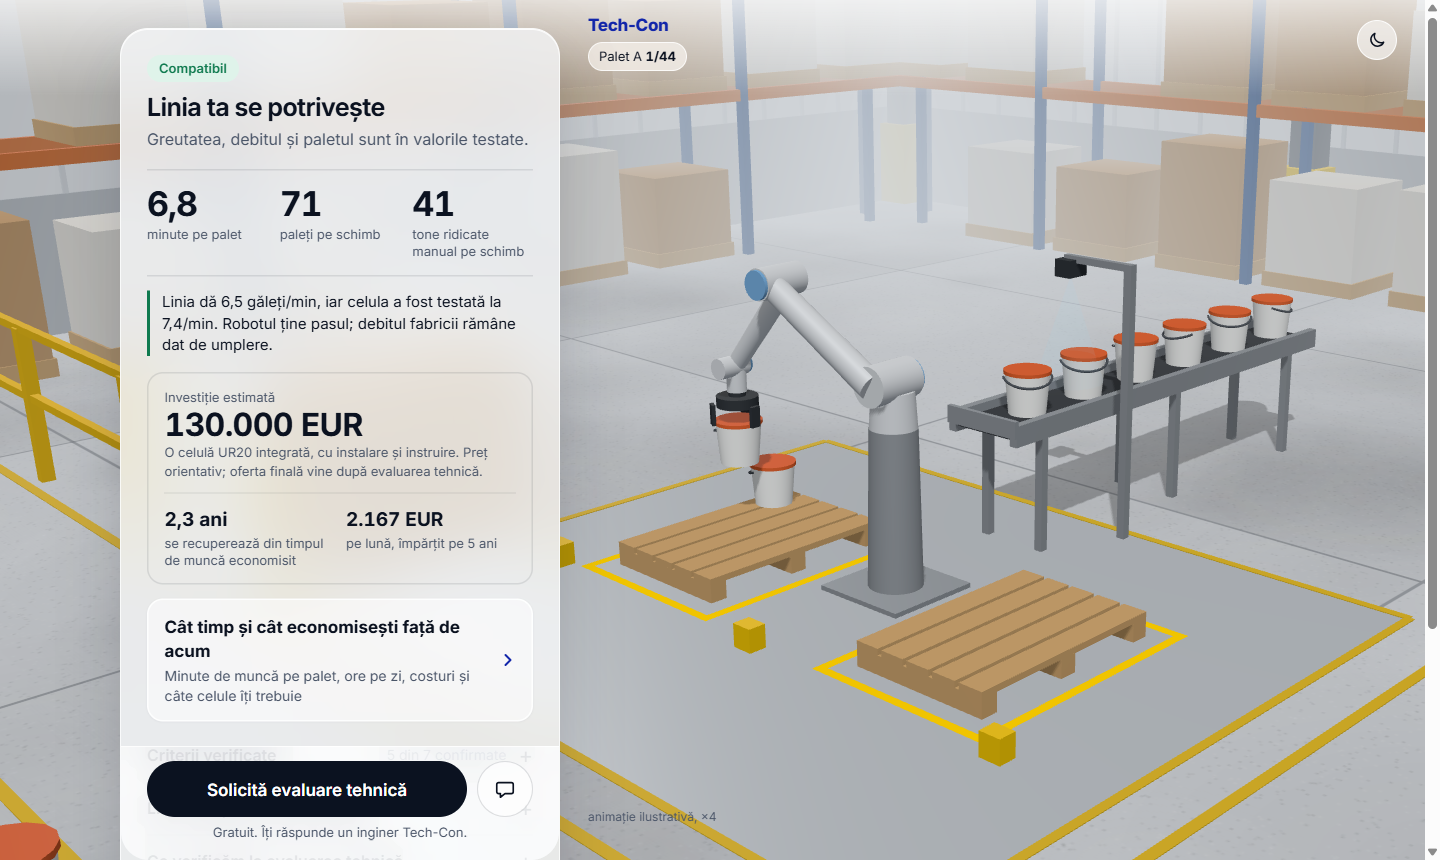 Compatibil
Linia ta se potrivește
Greutatea, debitul și paletul sunt în valorile testate.
6,8
minute pe palet
71
paleți pe schimb
41
tone ridicate
manual pe schimb
Linia dă 6,5 găleți/min, iar celula a fost testată la
7,4/min. Robotul ține pasul; debitul fabricii rămâne
dat de umplere.
Investiție estimată
130.000 EUR
O celulă UR20 integrată, cu instalare și instruire. Preț
orientativ; oferta finală vine după evaluarea tehnică.
2,3 ani
se recuperează din timpul
de muncă economisit
2.167 EUR
pe lună, împărțit pe 5 ani
Cât timp și cât economisești față de
acum
Minute de muncă pe palet, ore pe zi, costuri și
câte celule îți trebuie
Criterii verificate
5 din 7 confirmate +
Solicită evaluare tehnică
Gratuit. Îți răspunde un inginer Tech-Con.
Tech-Con
Palet A 1/44
animație ilustrativă, ×4